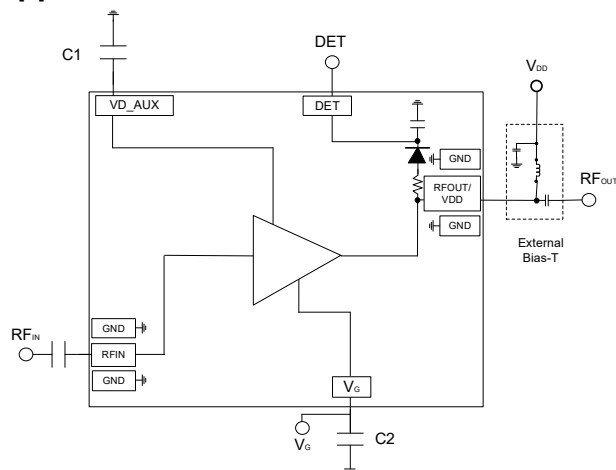 C1
DET
VD_AUX
DET
VDD
GND
RFOUT/
VDD
GND
RFOUT
External
Bias-T
GND
RFIN
RFIN
GND
VG
VG
C2